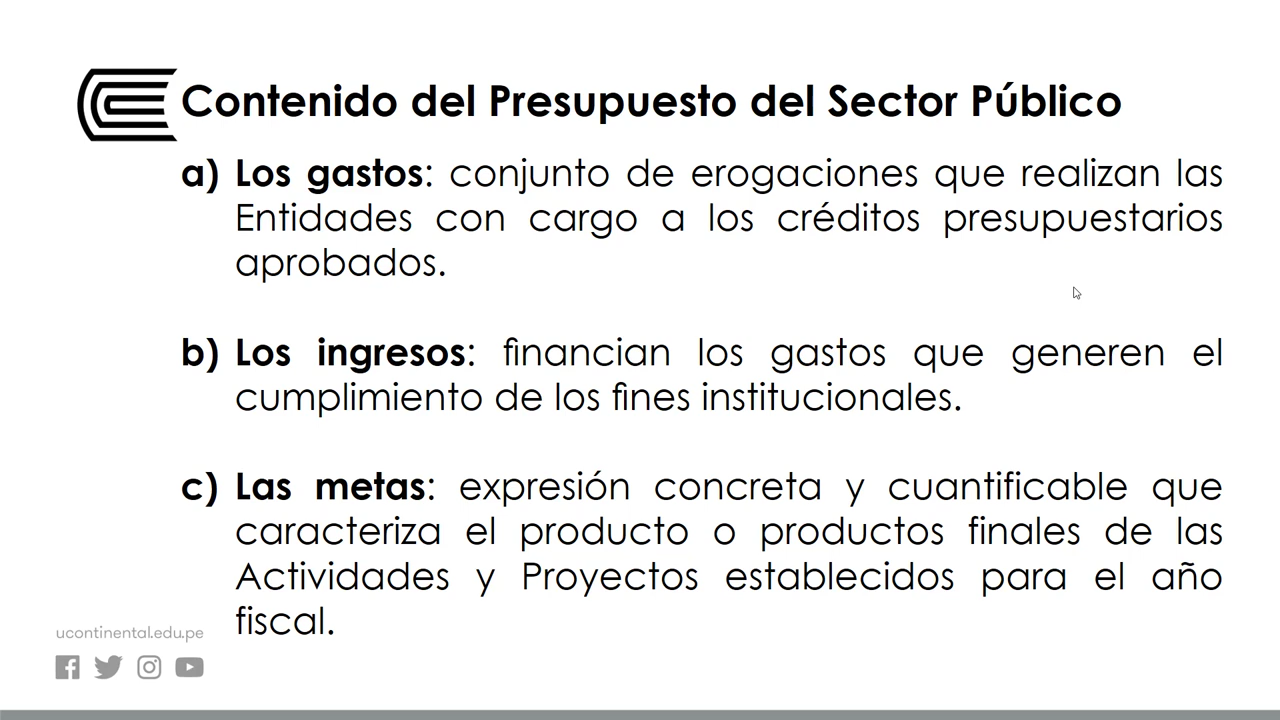 Contenido del Presupuesto del Sector Público
a) Los gastos: conjunto de erogaciones que realizan las
Entidades con cargo a los créditos presupuestarios
aprobados.
b) Los ingresos: financian los gastos que generen el
cumplimiento de los fines institucionales.
c) Las metas: expresión concreta y cuantificable que
caracteriza el producto o productos finales de las
Actividades y Proyectos establecidos para el año
fiscal.
ucontinental.edu.pe